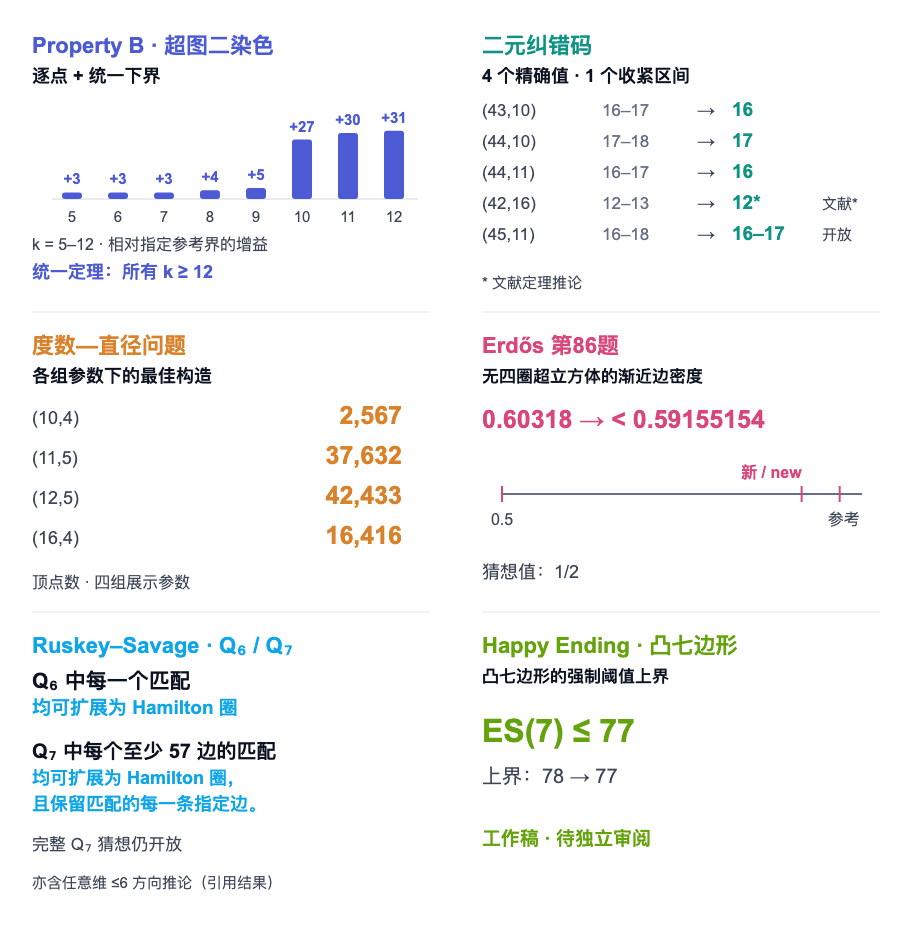 Property B · 超图二染色
逐点 + 统一下界
+3 +3 +3 +4 +5 +27 +30 +31
5 6 7 8 9 10 11 12
k = 5–12 · 相对指定参考界的增益
统一定理：所有 k ≥ 12
二元纠错码
4 个精确值 · 1 个收紧区间
(43,10) 16–17 → 16
(44,10) 17–18 → 17
(44,11) 16–17 → 16
(42,16) 12–13 → 12* 文献*
(45,11) 16–18 → 16–17 开放
* 文献定理推论
度数—直径问题
各组参数下的最佳构造
(10,4) 2,567
(11,5) 37,632
(12,5) 42,433
(16,4) 16,416
顶点数 · 四组展示参数
Erdős 第86题
无四圈超立方体的渐近边密度
0.60318 → < 0.59155154
新 / new
0.5 参考
猜想值：1/2
Ruskey–Savage · Q₆ / Q₇
Q₆ 中每一个匹配
均可扩展为 Hamilton 圈
Q₇ 中每个至少 57 边的匹配
均可扩展为 Hamilton 圈，
且保留匹配的每一条指定边。
完整 Q₇ 猜想仍开放
亦含任意维 ≤6 方向推论（引用结果）
Happy Ending · 凸七边形
凸七边形的强制阈值上界
ES(7) ≤ 77
上界：78 → 77
工作稿 · 待独立审阅